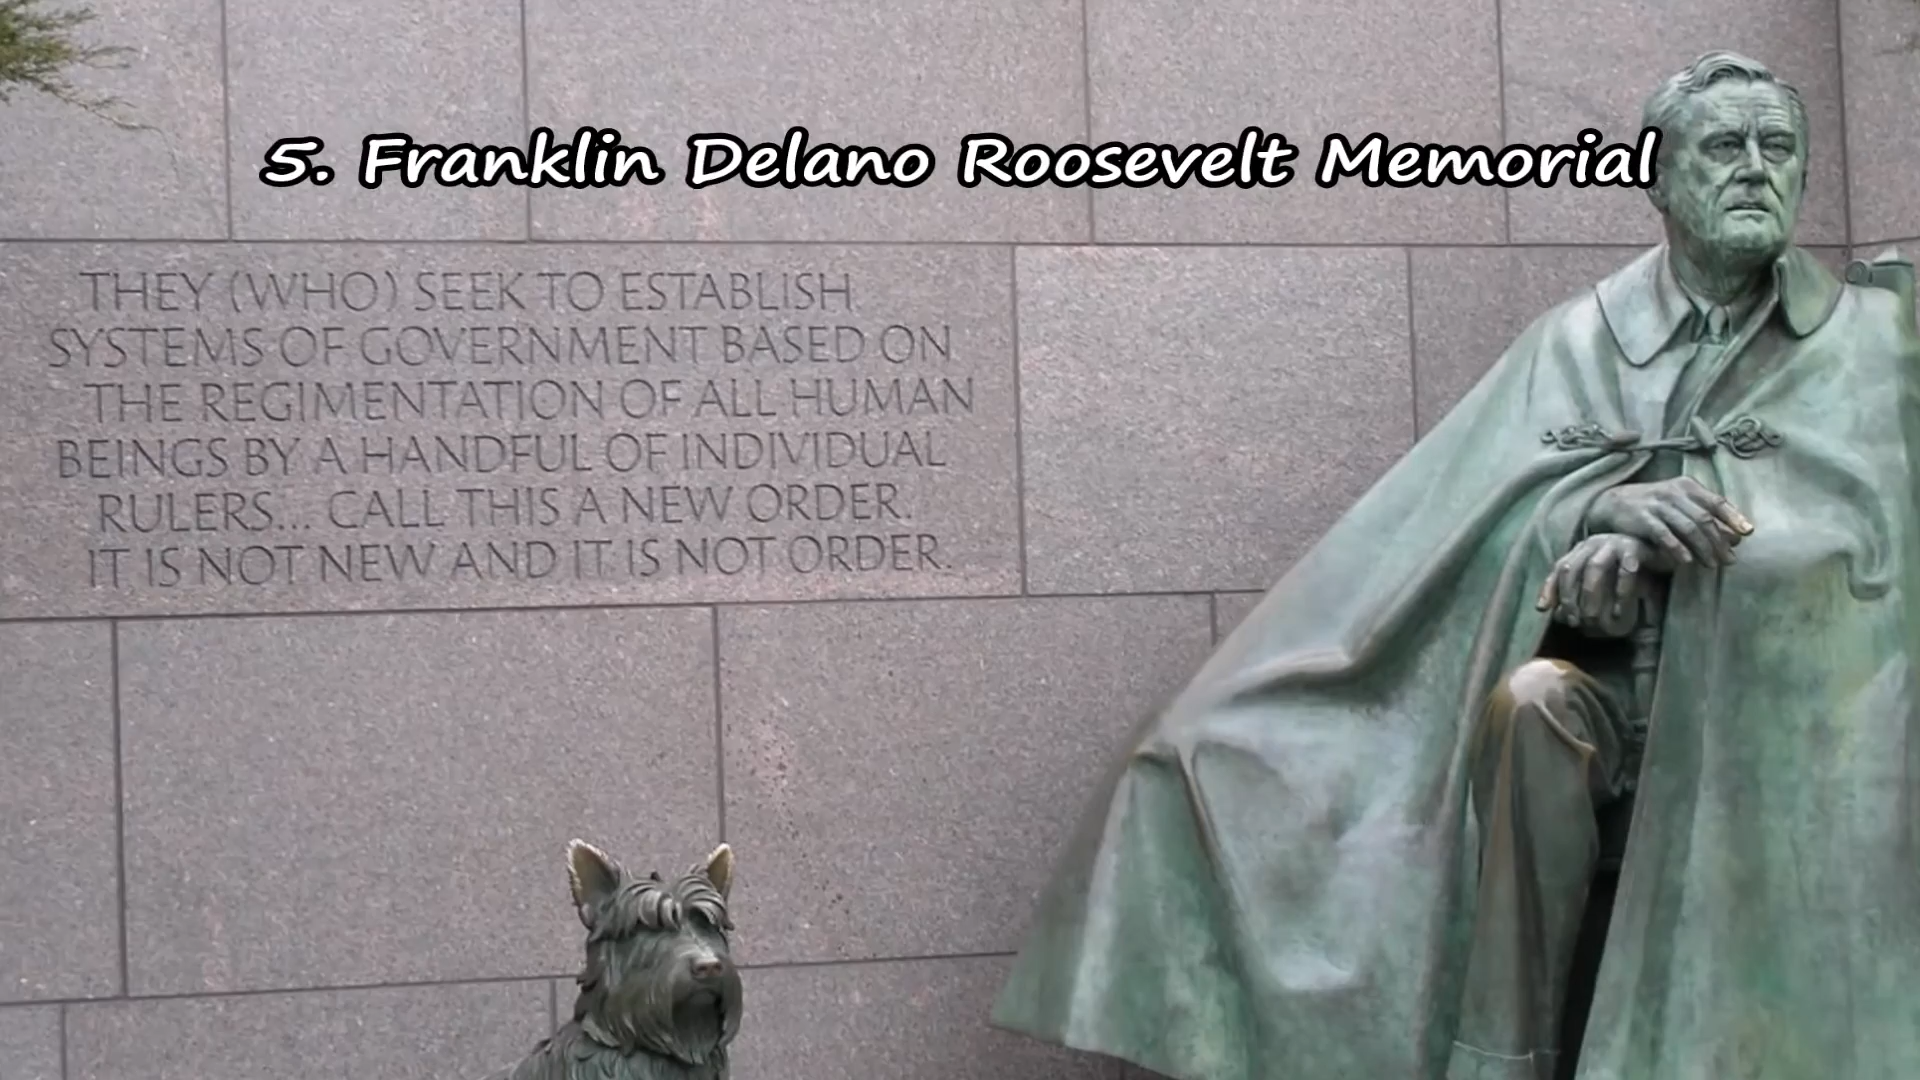 5. Franklin Delano Roosevelt Memorial
THEY (WHO) SEEK TO ESTABLISH
SYSTEMS OF GOVERNMENT BASED ON
THE REGIMENTATION OF ALL HUMAN
BEINGS BY A HANDFUL OF INDIVIDUAL
RULERS... CALL THIS A NEW ORDER.
IT IS NOT NEW AND IT IS NOT ORDER.